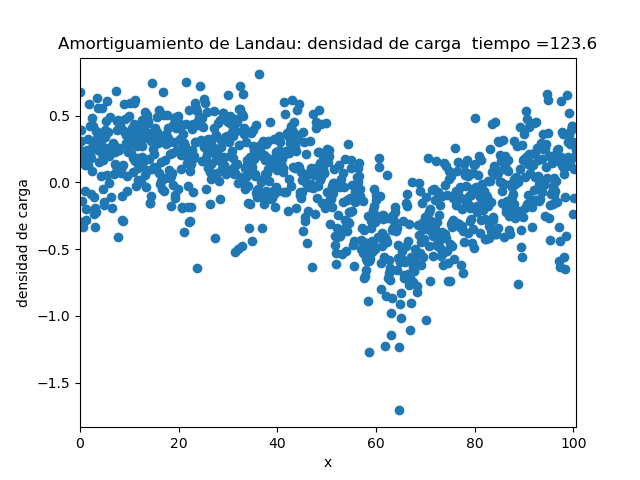 Amortiguamiento de Landau: densidad de carga  tiempo =123.6
densidad de carga
0.5
0.0
−0.5
−1.0
−1.5
0 20 40 60 80 100
x